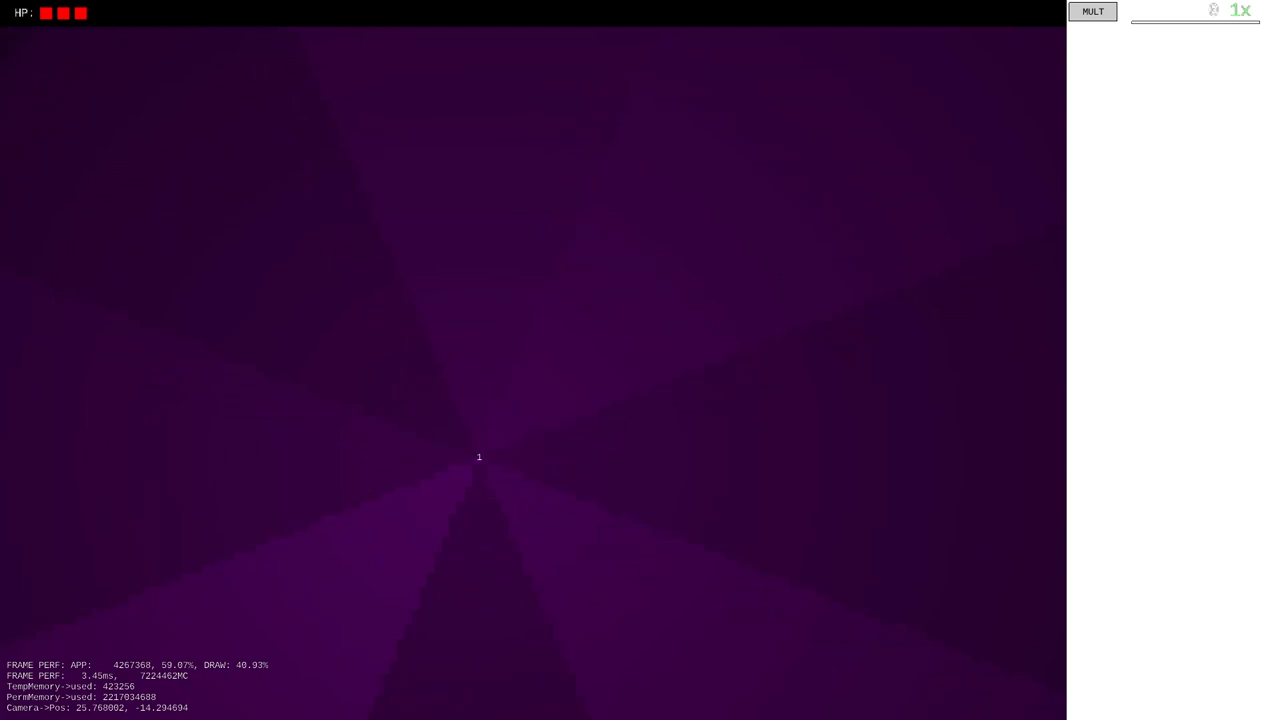 HP:
MULT
1x
1
FRAME PERF: APP:    4267368, 59.07%, DRAW: 40.93%
FRAME PERF:   3.45ms,    7224462MC
TempMemory->used: 423256
PermMemory->used: 2217034688
Camera->Pos: 25.768002, -14.294694